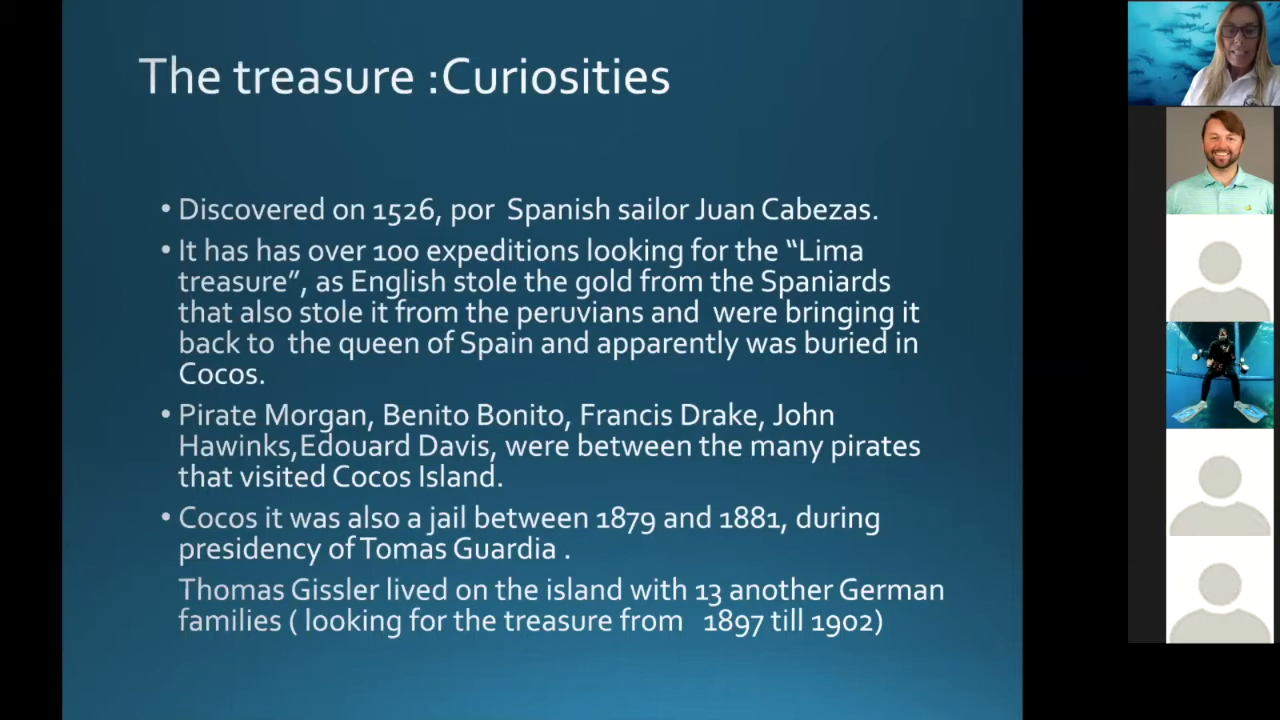 The treasure :Curiosities
• Discovered on 1526, por Spanish sailor Juan Cabezas.
• It has has over 100 expeditions looking for the “Lima
treasure”, as English stole the gold from the Spaniards
that also stole it from the peruvians and were bringing it
back to the queen of Spain and apparently was buried in
Cocos.
• Pirate Morgan, Benito Bonito, Francis Drake, John
Hawinks,Edouard Davis, were between the many pirates
that visited Cocos Island.
• Cocos it was also a jail between 1879 and 1881, during
presidency of Tomas Guardia .
Thomas Gissler lived on the island with 13 another German
families ( looking for the treasure from 1897 till 1902)